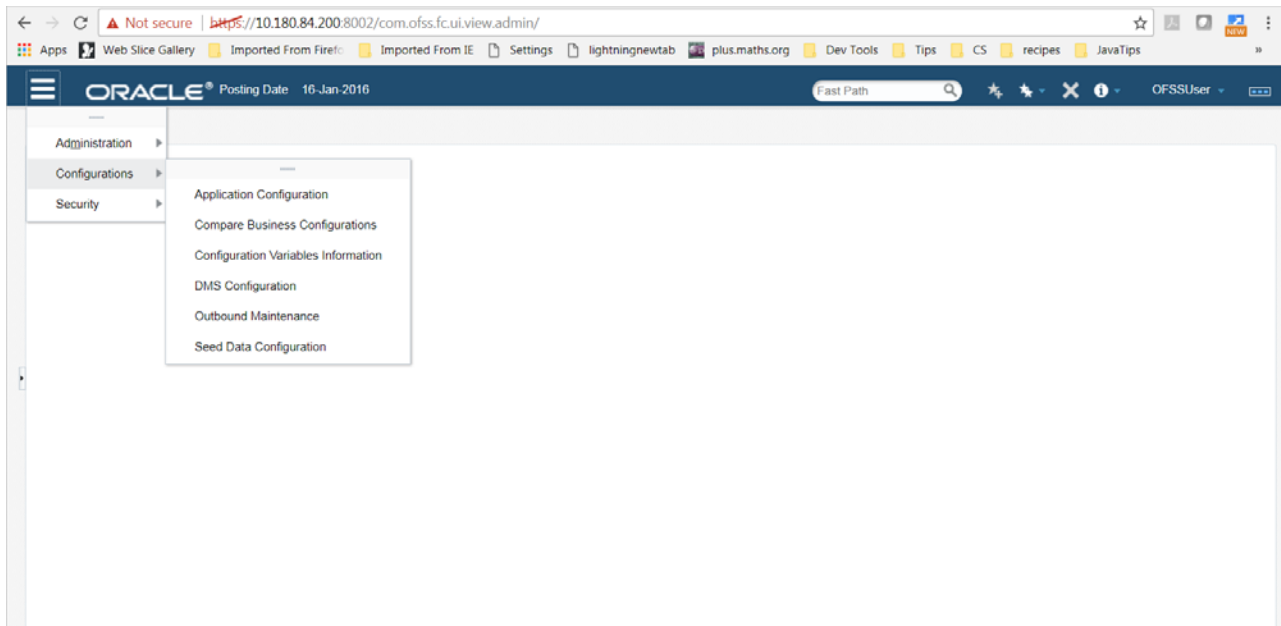 Not secure | https://10.180.84.200:8002/com.ofss.fc.ui.view.admin/
NEW
Apps Web Slice Gallery Imported From Firefo Imported From IE Settings lightningnewtab plus.maths.org Dev Tools Tips CS recipes JavaTips »
ORACLE® Posting Date 16-Jan-2016 Fast Path OFSSUser
Administration
Configurations
Security
Application Configuration
Compare Business Configurations
Configuration Variables Information
DMS Configuration
Outbound Maintenance
Seed Data Configuration